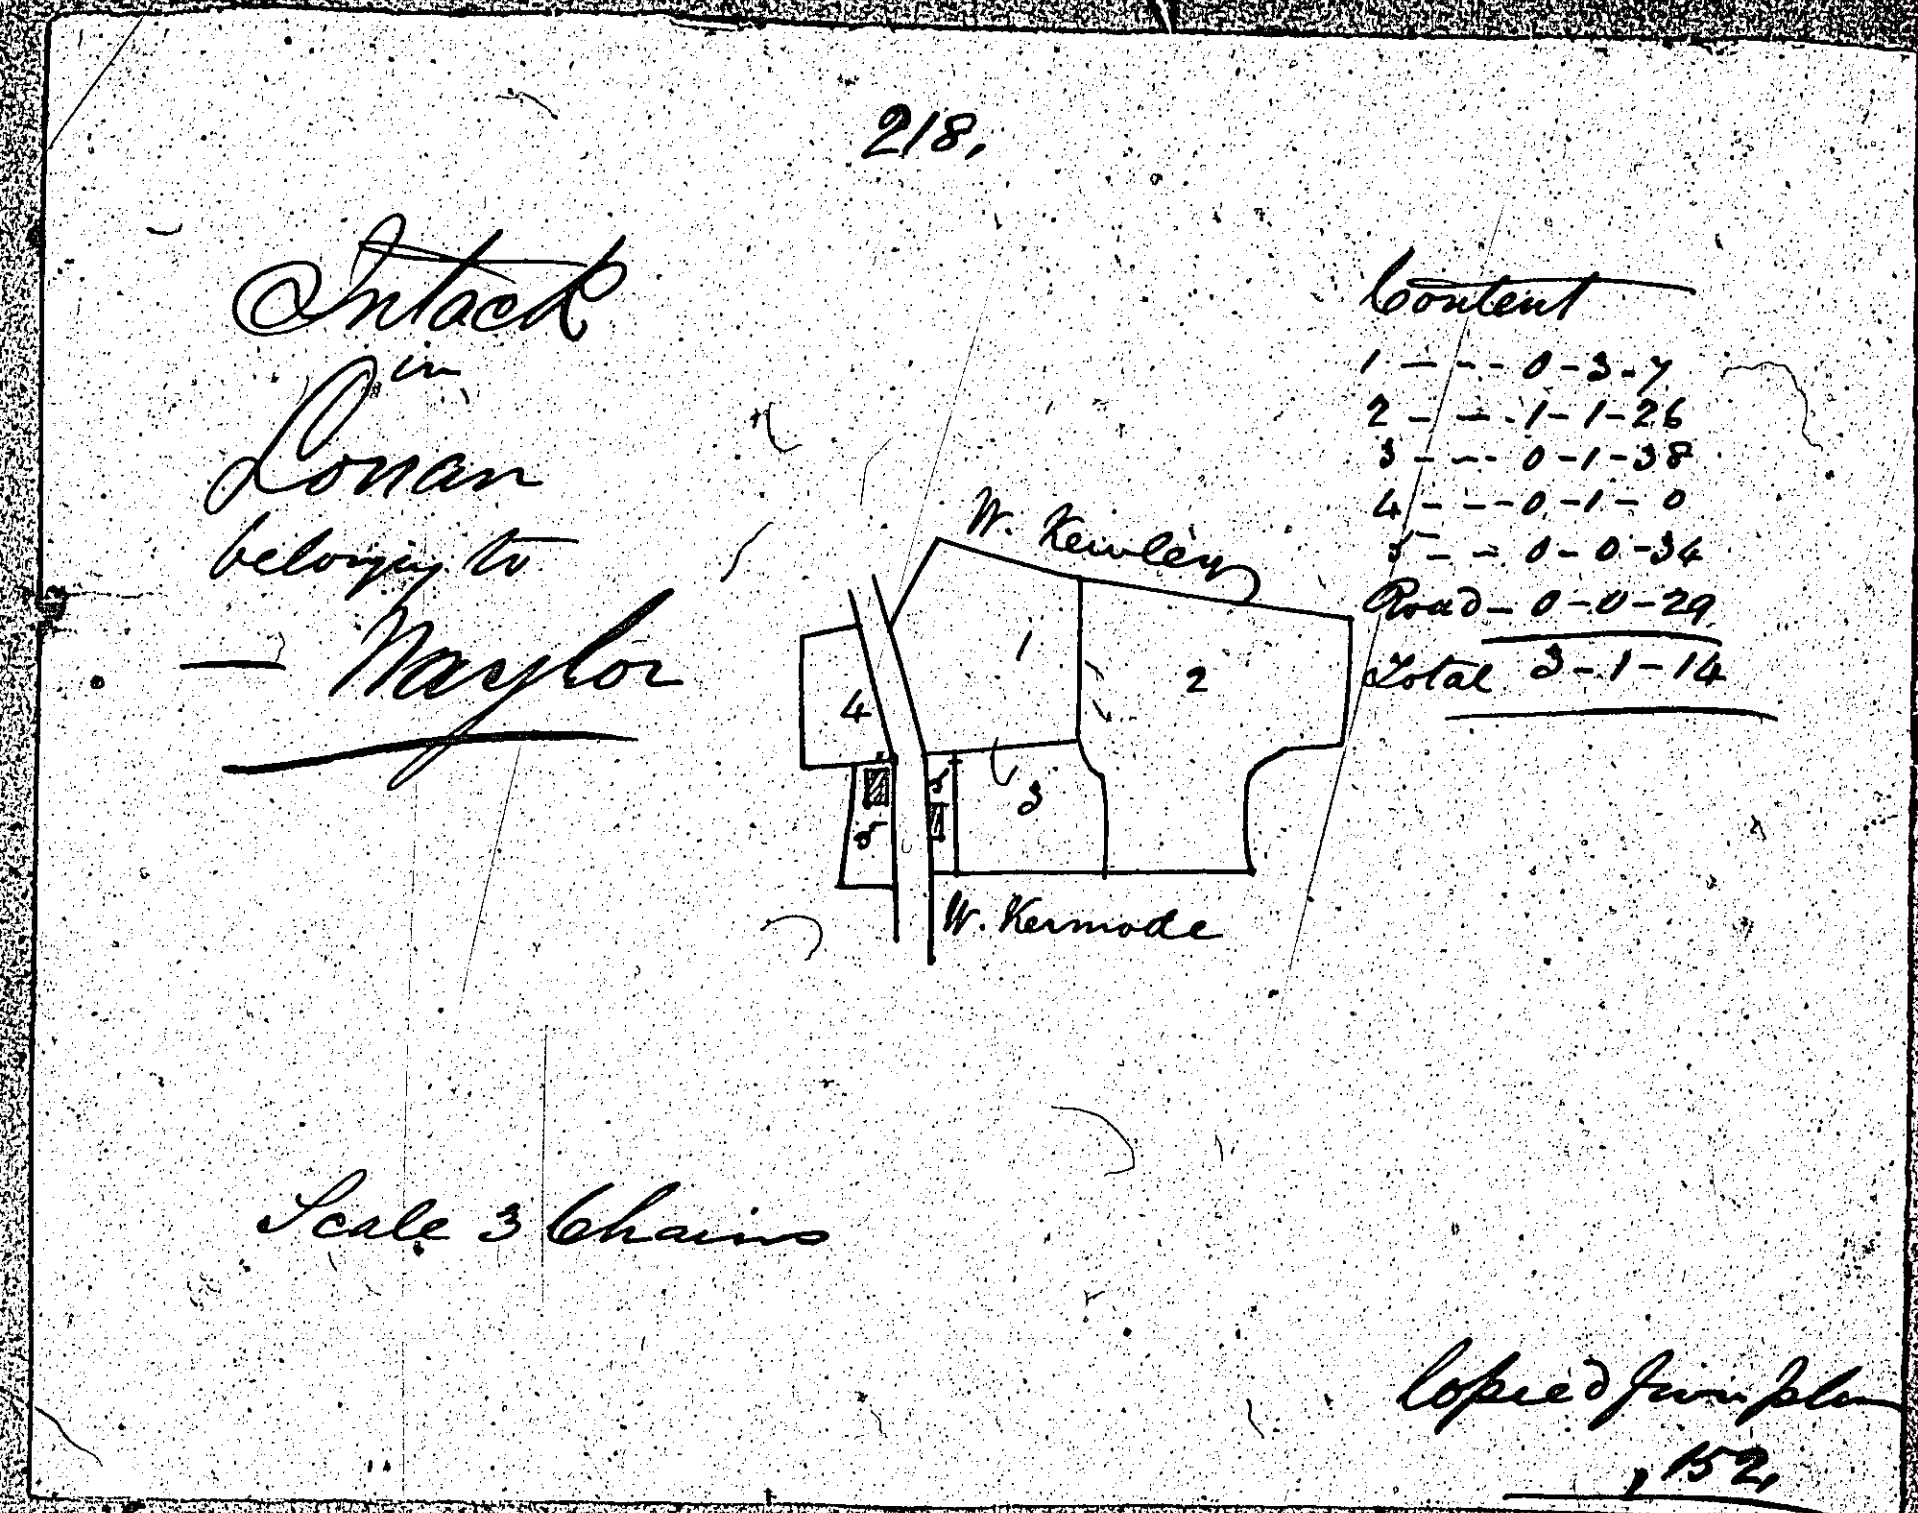 218,
Intack
in
Lonan
belonging to
— Naylor
Content
1 - - - 0-3-7
2 - - - 1-1-26
3 - - - 0-1-38
4 - - - 0-1-0
5 - - 0-0-34
Road - 0-0-29
Total 3-1-14
W. Kewley
1
2
4
5
3
5
W. Kermode
Scale 3 Chains
Copied from plan
, 152,